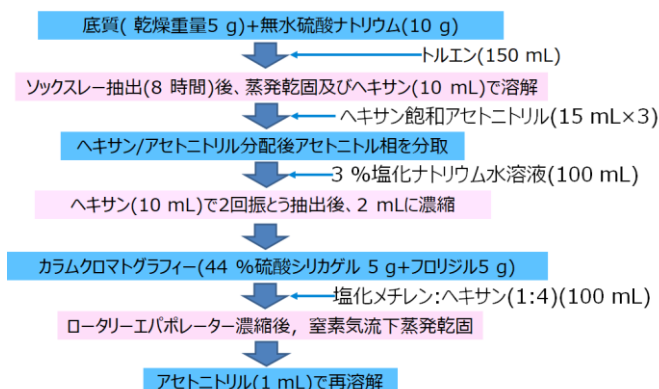 底質( 乾燥重量5 g)+無水硫酸ナトリウム(10 g)
トルエン(150 mL)
ソックスレー抽出(8 時間)後、蒸発乾固及びヘキサン(10 mL)で溶解
ヘキサン飽和アセトニトリル(15 mL×3)
ヘキサン/アセトニトリル分配後アセトニトル相を分取
3 %塩化ナトリウム水溶液(100 mL)
ヘキサン(10 mL)で2回振とう抽出後、2 mLに濃縮
カラムクロマトグラフィー(44 %硫酸シリカゲル 5 g+フロリジル5 g)
塩化メチレン:ヘキサン(1:4)(100 mL)
ロータリーエパポレーター濃縮後，窒素気流下蒸発乾固
アセトニトリル(1 mL)で再溶解